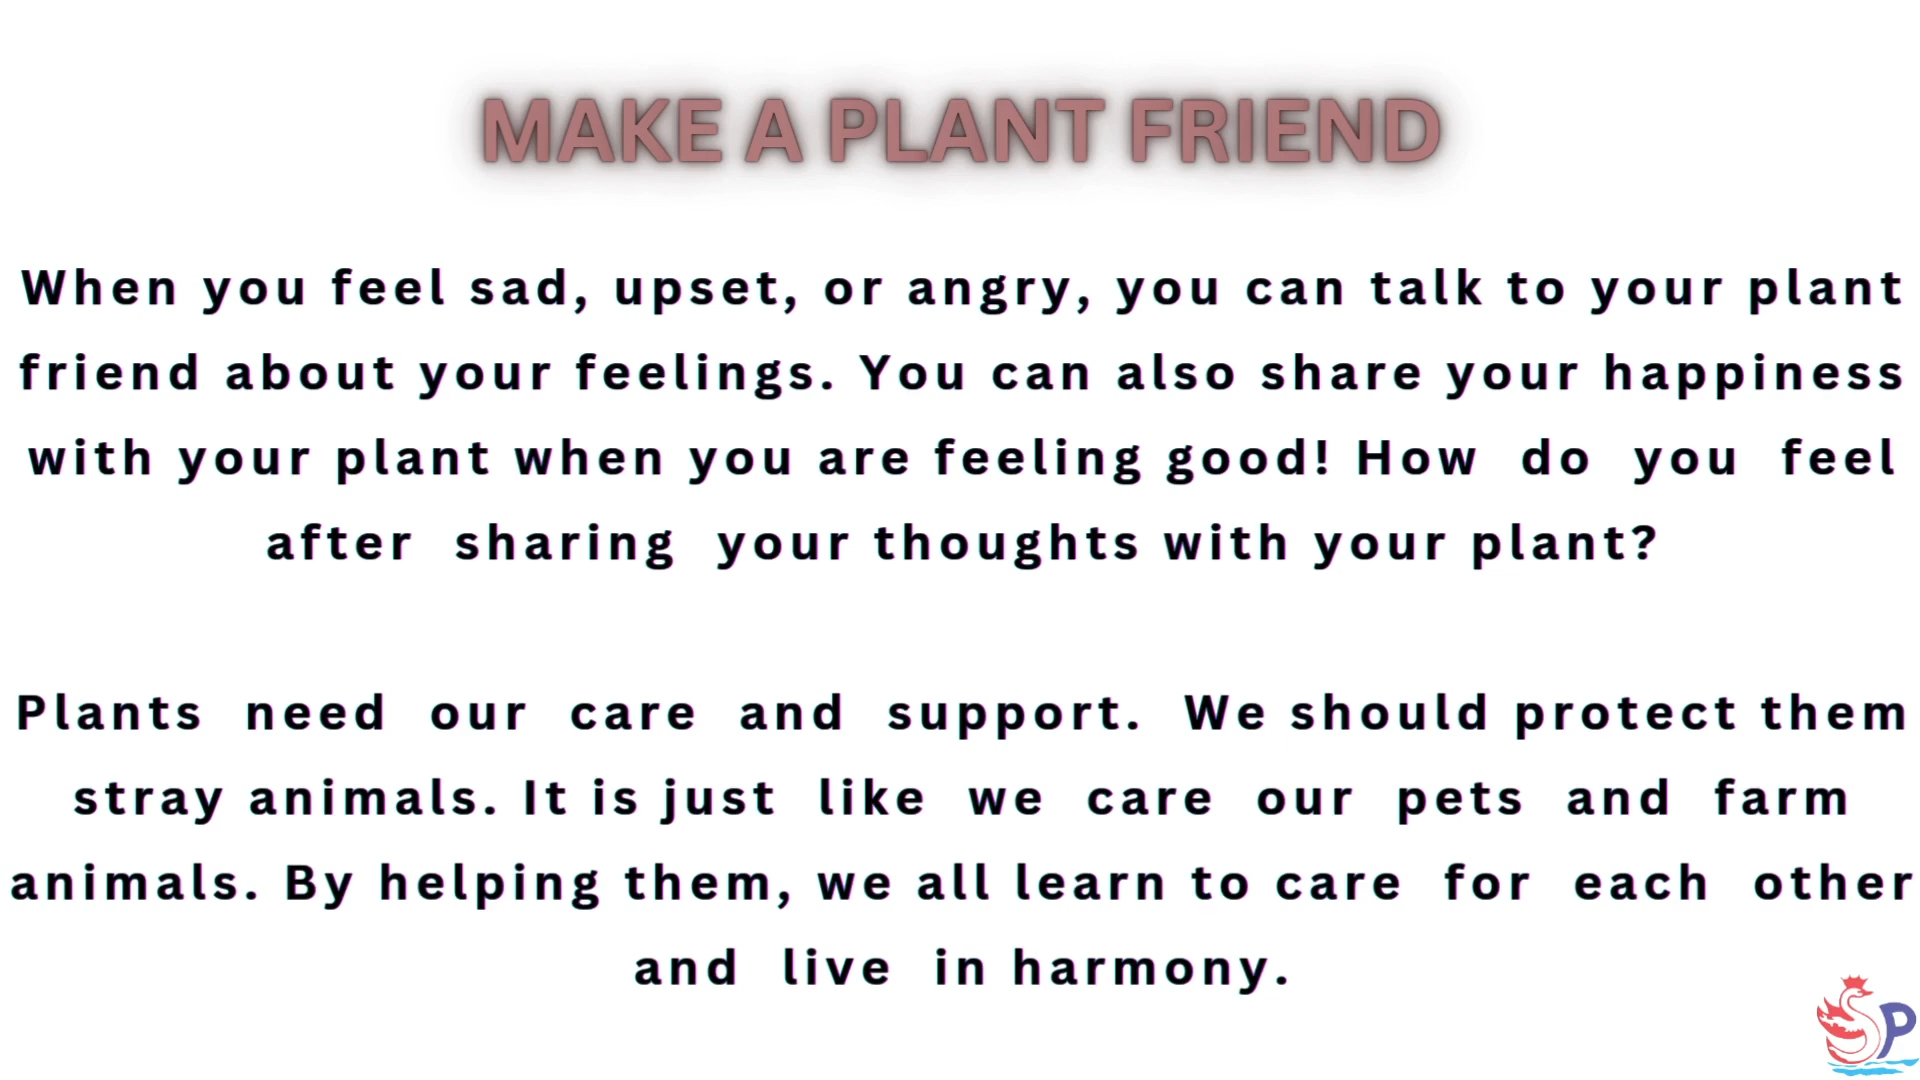 MAKE A PLANT FRIEND
When you feel sad, upset, or angry, you can talk to your plant
friend about your feelings. You can also share your happiness
with your plant when you are feeling good! How do you feel
after sharing your thoughts with your plant?
Plants need our care and support. We should protect them
stray animals. It is just like we care our pets and farm
animals. By helping them, we all learn to care for each other
and live in harmony.
SP